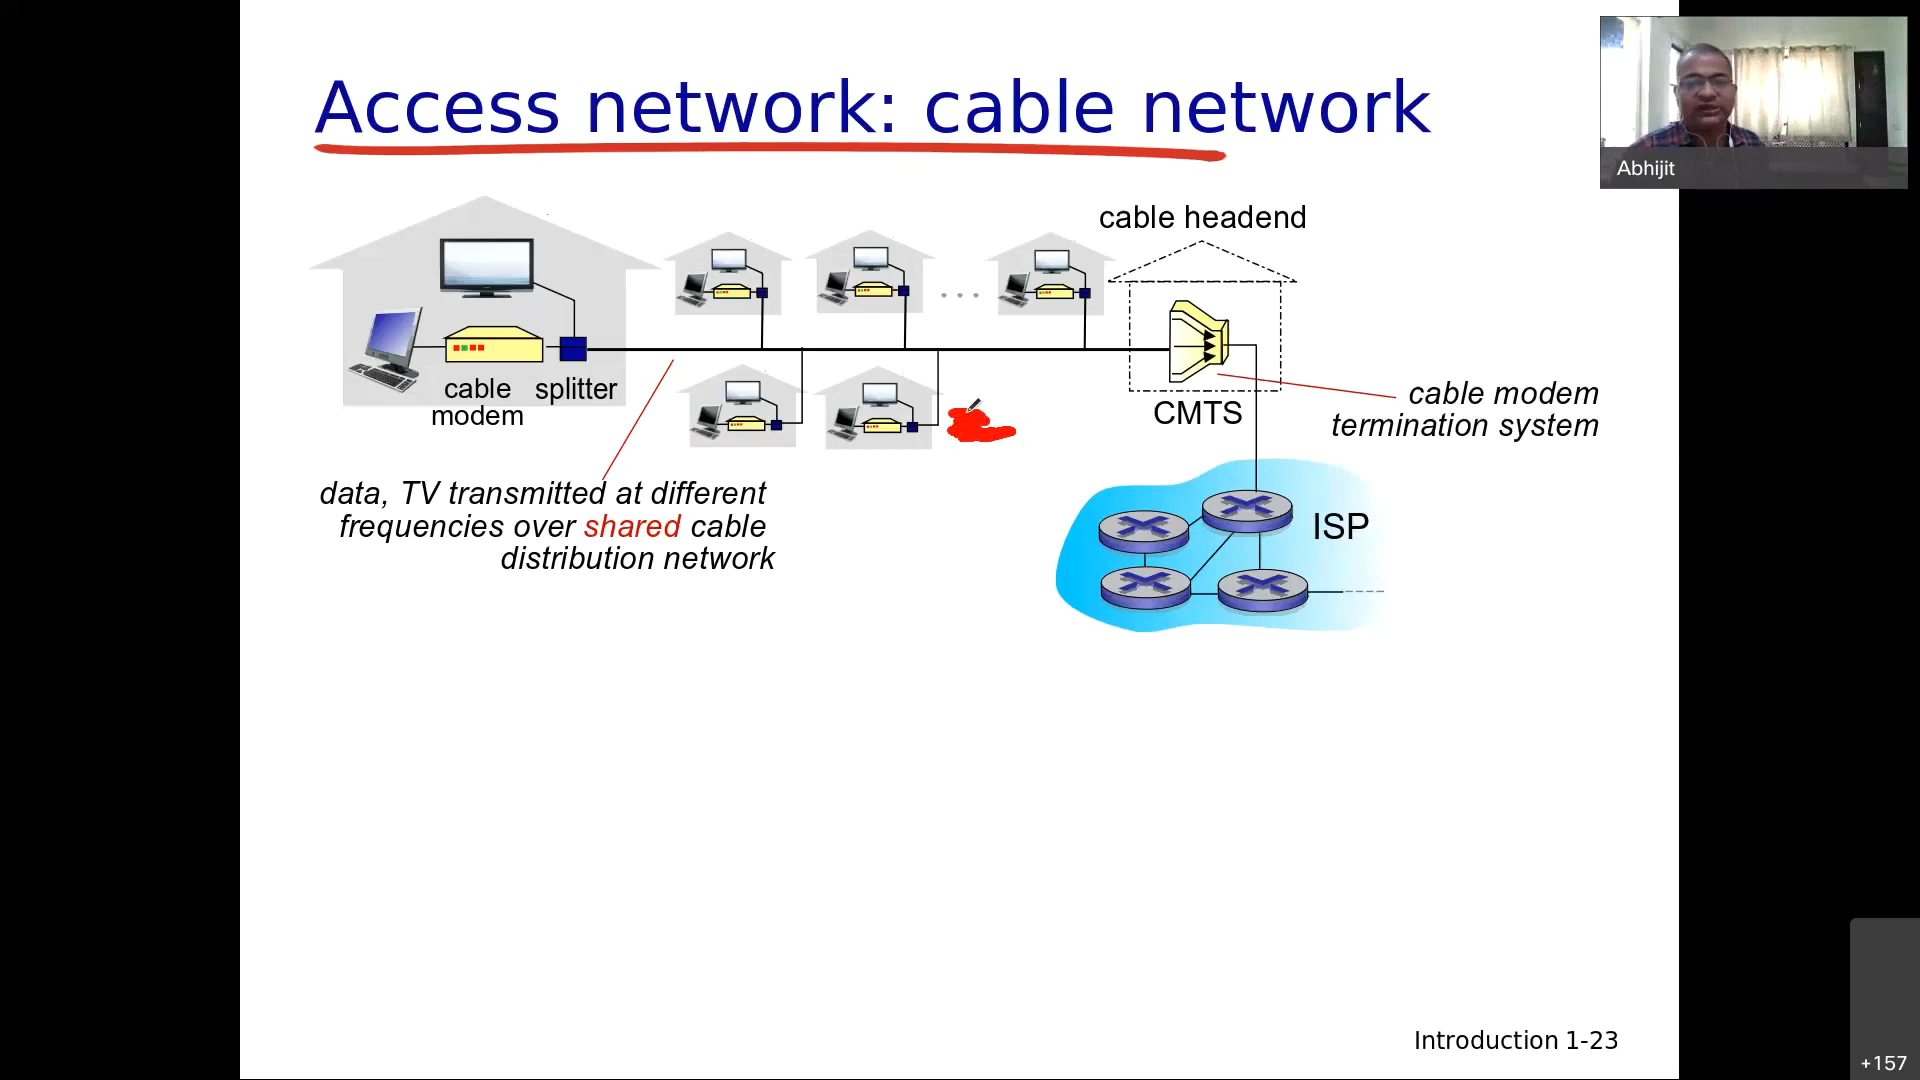 Access network: cable network
Abhijit
cable headend
cable
modem
splitter
CMTS
cable modem
termination system
data, TV transmitted at different
frequencies over shared cable
distribution network
ISP
Introduction 1-23
+157